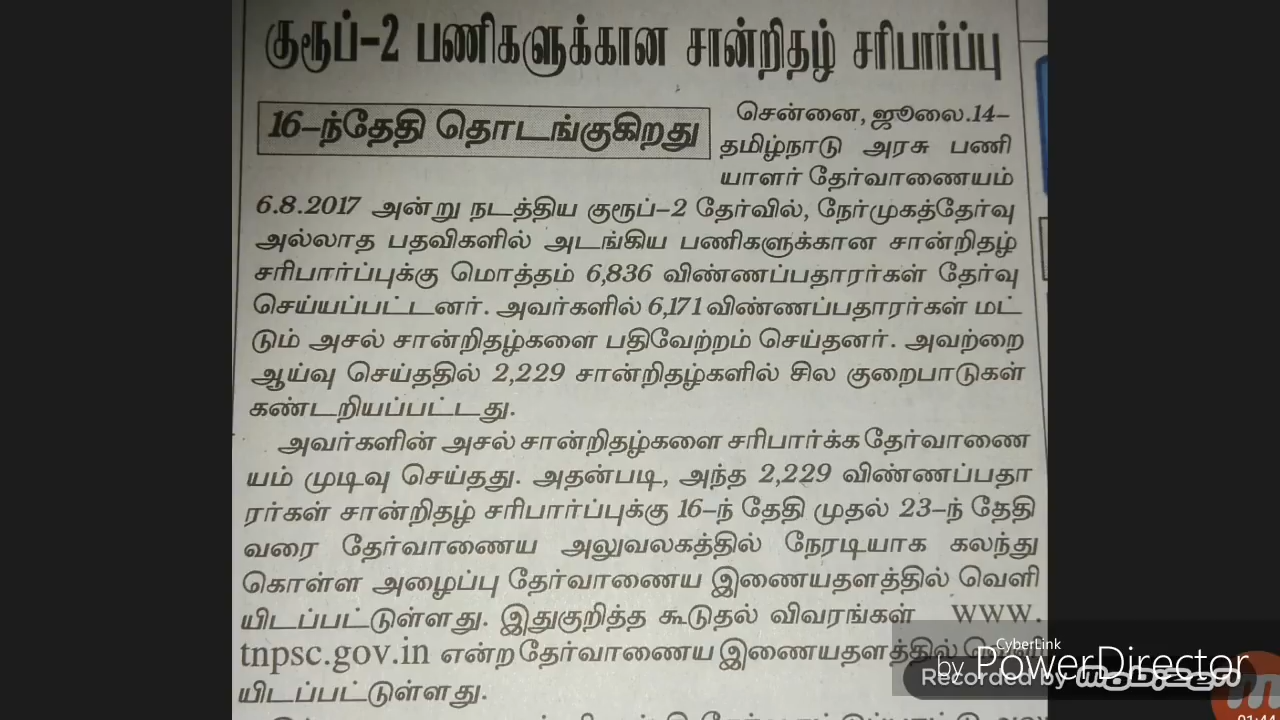 குரூப்-2 பணிகளுக்கான சான்றிதழ் சரிபார்ப்பு
16-ந்தேதி தொடங்குகிறது
சென்னை, ஜூலை.14-
தமிழ்நாடு அரசு பணி
யாளர் தேர்வாணையம்
6.8.2017 அன்று நடத்திய குரூப்-2 தேர்வில், நேர்முகத்தேர்வு
அல்லாத பதவிகளில் அடங்கிய பணிகளுக்கான சான்றிதழ்
சரிபார்ப்புக்கு மொத்தம் 6,836 விண்ணப்பதாரர்கள் தேர்வு
செய்யப்பட்டனர். அவர்களில் 6,171 விண்ணப்பதாரர்கள் மட்
டும் அசல் சான்றிதழ்களை பதிவேற்றம் செய்தனர். அவற்றை
ஆய்வு செய்ததில் 2,229 சான்றிதழ்களில் சில குறைபாடுகள்
கண்டறியப்பட்டது.
அவர்களின் அசல் சான்றிதழ்களை சரிபார்க்க தேர்வாணை
யம் முடிவு செய்தது. அதன்படி, அந்த 2,229 விண்ணப்பதா
ரர்கள் சான்றிதழ் சரிபார்ப்புக்கு 16-ந் தேதி முதல் 23-ந் தேதி
வரை தேர்வாணைய அலுவலகத்தில் நேரடியாக கலந்து
கொள்ள அழைப்பு தேர்வாணைய இணையதளத்தில் வெளி
யிடப்பட்டுள்ளது. இதுகுறித்த கூடுதல் விவரங்கள் www.
tnpsc.gov.in என்ற தேர்வாணைய இணையதளத்தில்
யிடப்பட்டுள்ளது.
CyberLink
by PowerDirector
Recorded by
01:44